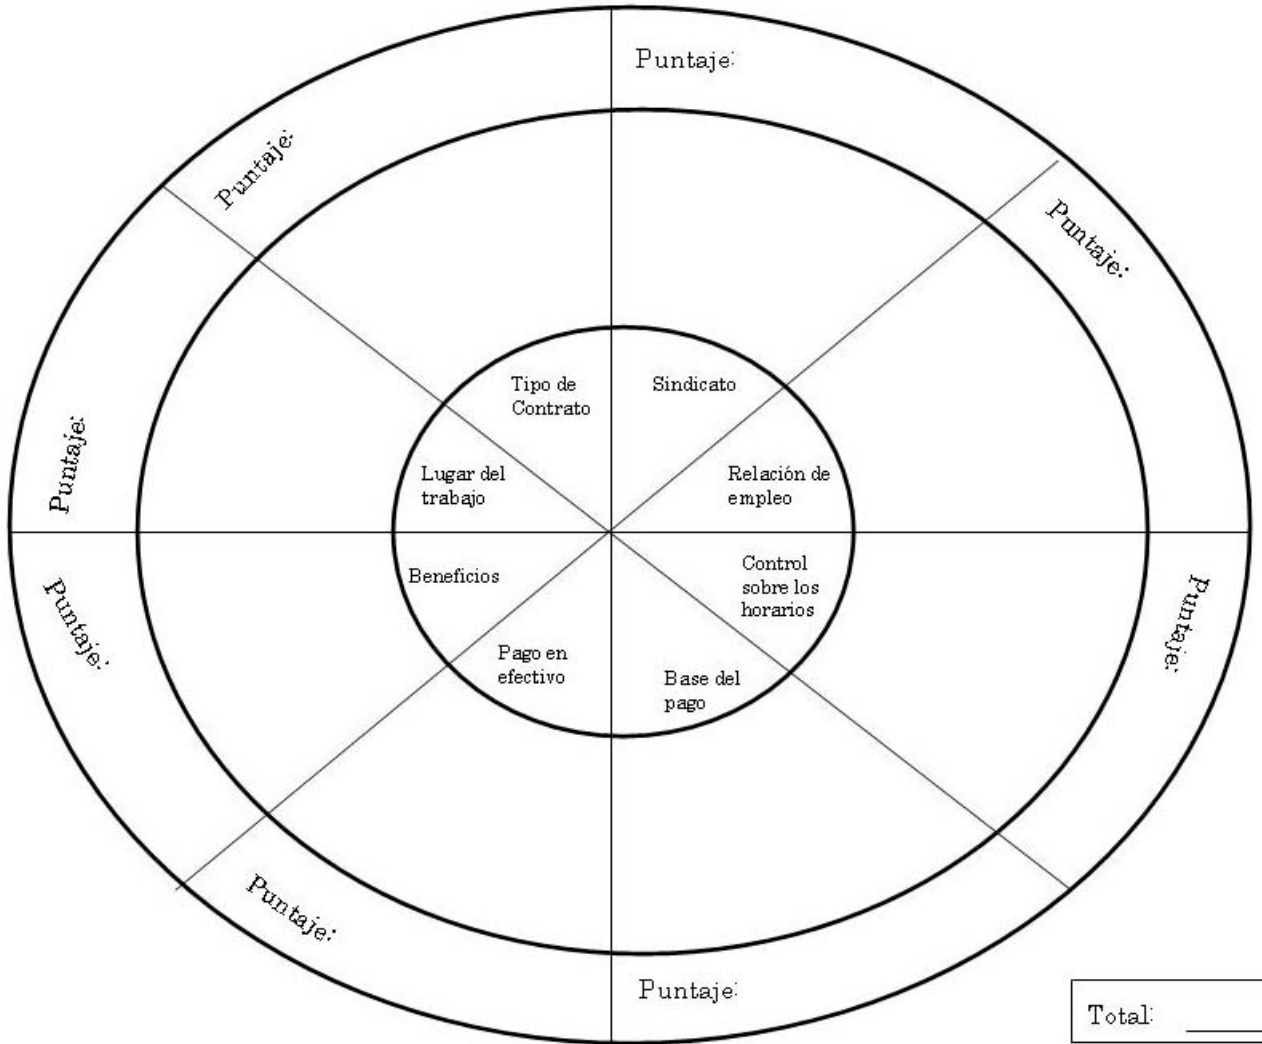 Puntaje:
Puntaje:
Puntaje:
Puntaje:
Puntaje:
Puntaje:
Puntaje:
Puntaje:
Tipo de
Contrato
Sindicato
Lugar del
trabajo
Relación de
empleo
Beneficios
Control
sobre los
horarios
Pago en
efectivo
Base del
pago
Total: ______